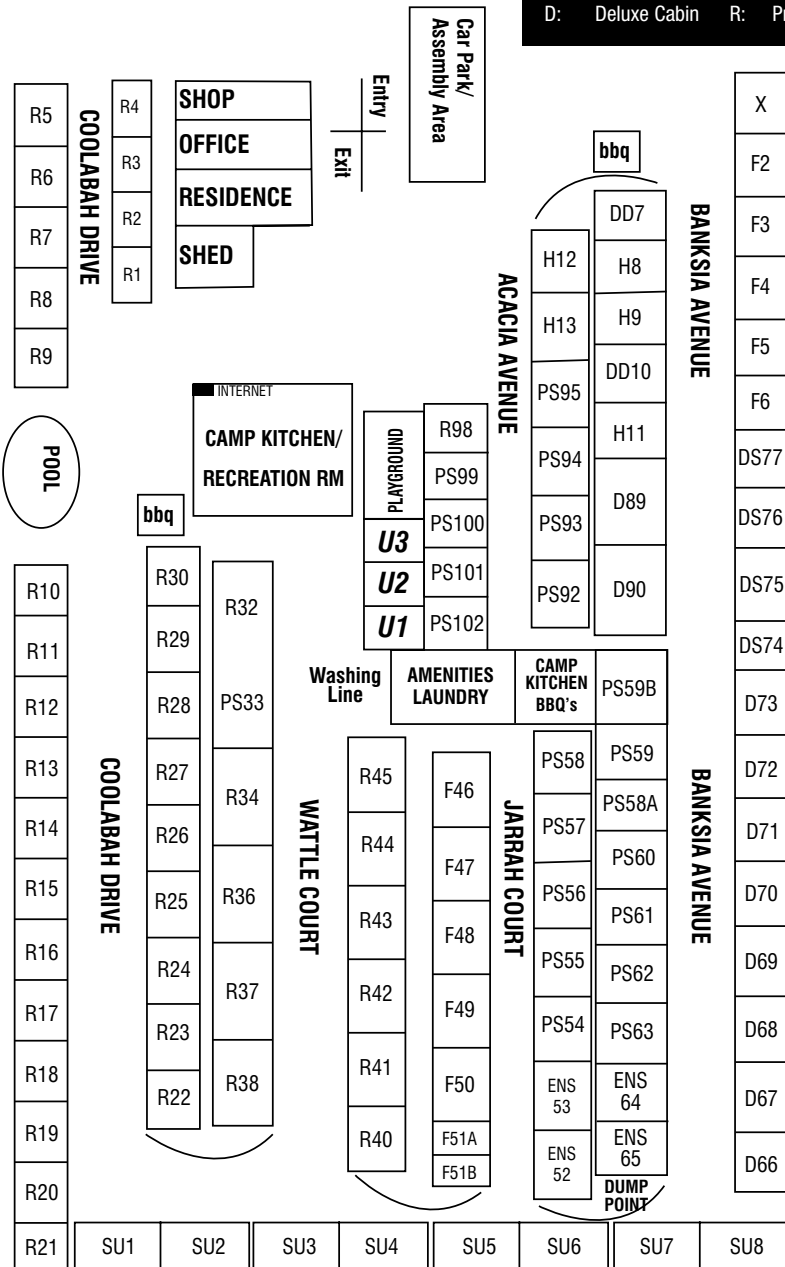 D: Deluxe Cabin R:
Car Park/
Assembly Area
Entry
Exit
R5
R6
R7
R8
R9
COOLABAH DRIVE
R4
R3
R2
R1
SHOP
OFFICE
RESIDENCE
SHED
bbq
DD7
H8
H9
DD10
H11
D89
D90
H12
H13
PS95
PS94
PS93
PS92
ACACIA AVENUE
BANKSIA AVENUE
X
F2
F3
F4
F5
F6
DS77
DS76
DS75
DS74
D73
D72
D71
D70
D69
D68
D67
D66
POOL
INTERNET
CAMP KITCHEN/
RECREATION RM
bbq
PLAYGROUND
U3
U2
U1
R98
PS99
PS100
PS101
PS102
Washing
Line
AMENITIES
LAUNDRY
CAMP
KITCHEN
BBQ's
PS59B
R10
R11
R12
R13
R14
R15
R16
R17
R18
R19
R20
R21
COOLABAH DRIVE
R30
R29
R28
R27
R26
R25
R24
R23
R22
R32
PS33
R34
R36
R37
R38
WATTLE COURT
R45
R44
R43
R42
R41
R40
F46
F47
F48
F49
F50
F51A
F51B
JARRAH COURT
PS58
PS57
PS56
PS55
PS54
ENS
53
ENS
52
PS59
PS58A
PS60
PS61
PS62
PS63
ENS
64
ENS
65
DUMP
POINT
BANKSIA AVENUE
SU1
SU2
SU3
SU4
SU5
SU6
SU7
SU8